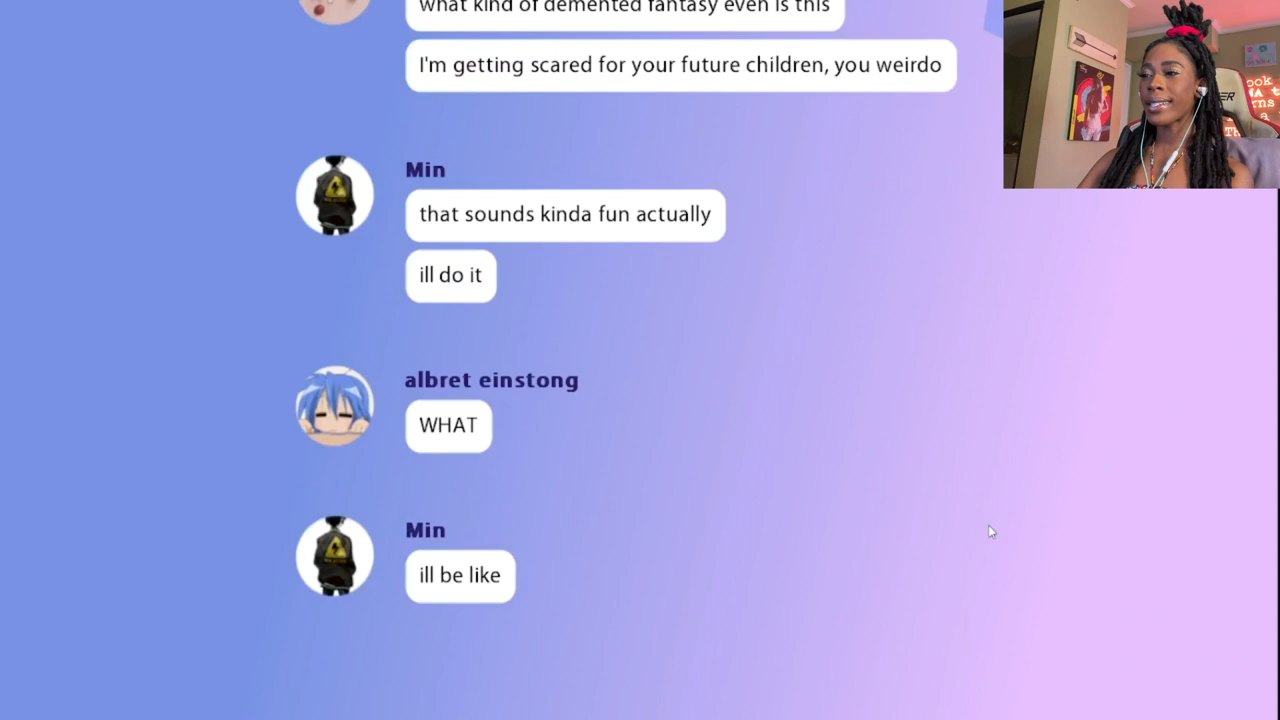 what kind of demented fantasy even is this
I'm getting scared for your future children, you weirdo
Min
that sounds kinda fun actually
ill do it
albret einstong
WHAT
Min
ill be like